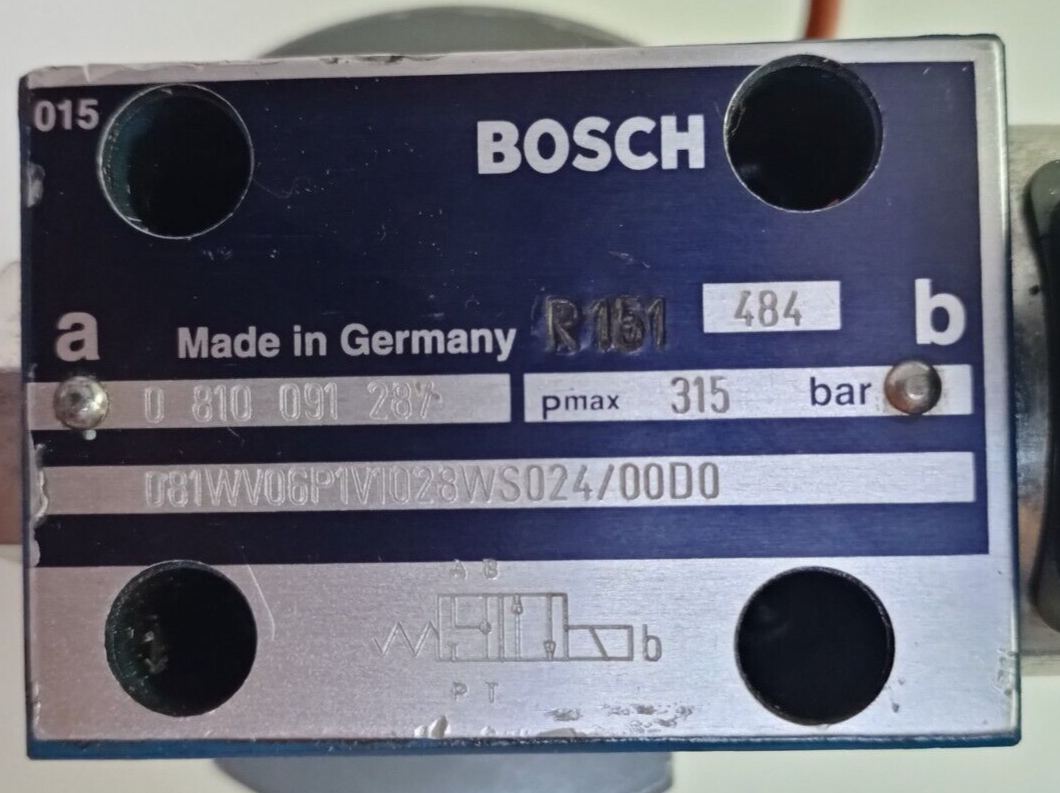 015
BOSCH
R151 484
a Made in Germany b
0 810 091 287 pmax 315 bar
081WV06P1V1028WS024/00D0
A B
b
P T